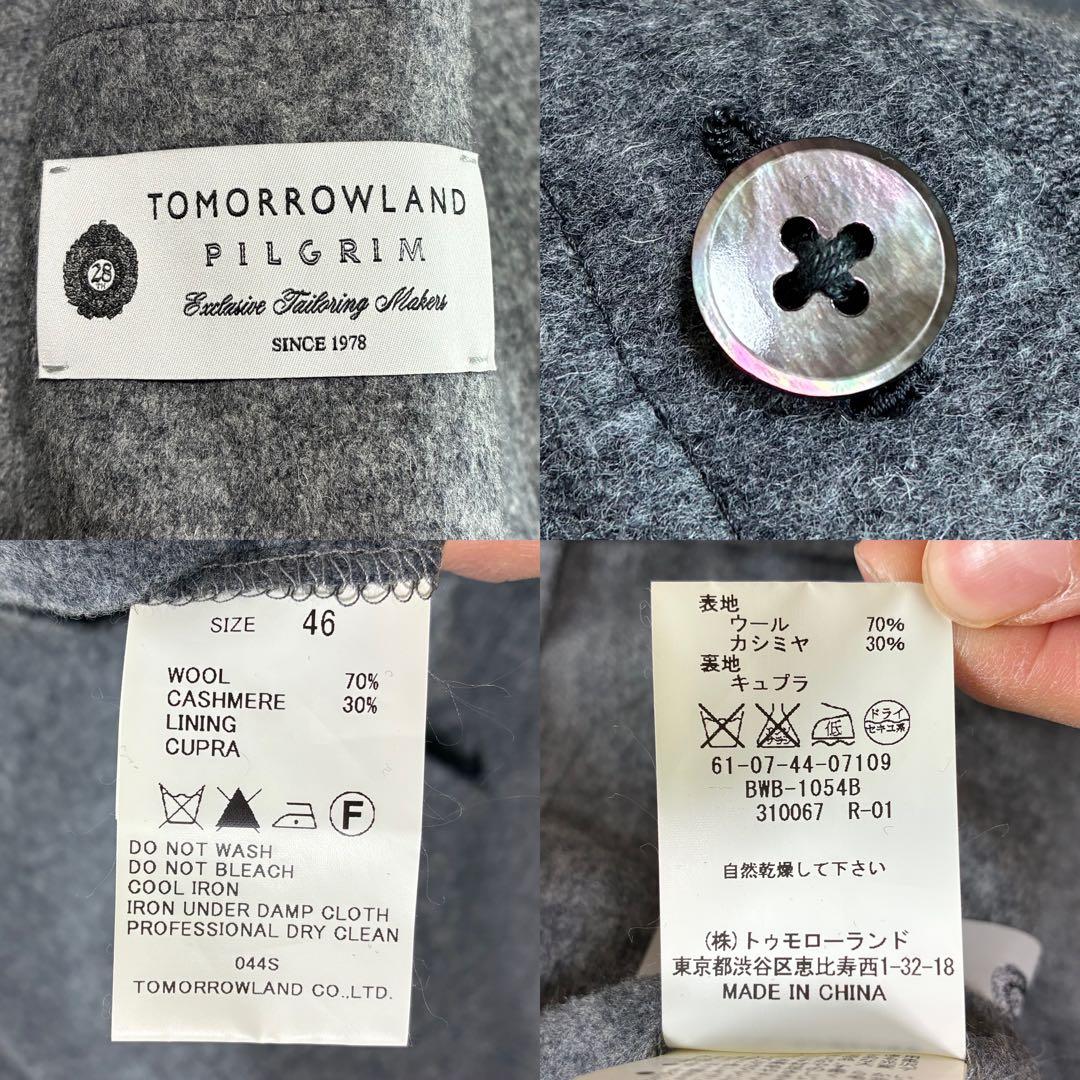 TOMORROWLAND
PILGRIM
28
TH
Exclusive Tailoring Makers
SINCE 1978
SIZE 46
WOOL 70%
CASHMERE 30%
LINING
CUPRA
F
DO NOT WASH
DO NOT BLEACH
COOL IRON
IRON UNDER DAMP CLOTH
PROFESSIONAL DRY CLEAN
044S
TOMORROWLAND CO.,LTD.
表地
ウール 70%
カシミヤ 30%
裏地
キュプラ
低
ドライ
セキユ系
61-07-44-07109
BWB-1054B
310067 R-01
自然乾燥して下さい
(株)トゥモローランド
東京都渋谷区恵比寿西1-32-18
MADE IN CHINA